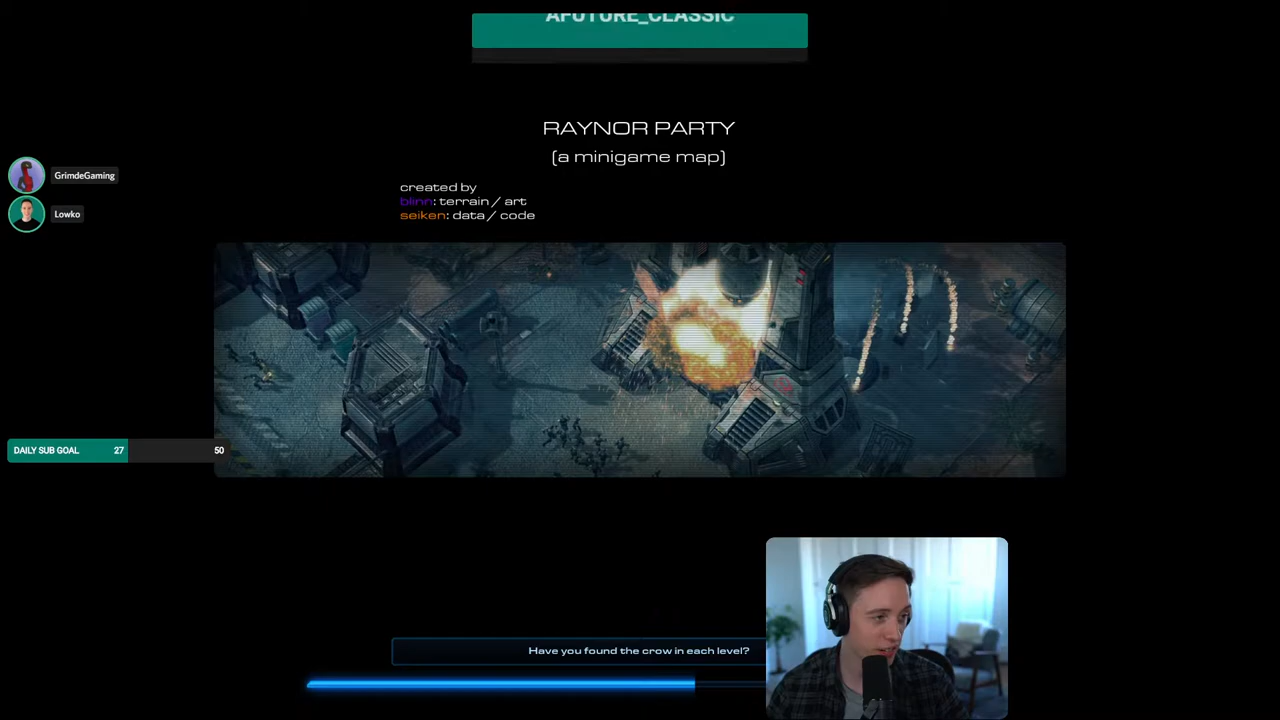 AFUTURE_CLASSIC
RAYNOR PARTY
(a minigame map)
created by
blinn: terrain / art
seiken: data / code
GrimdeGaming
Lowko
DAILY SUB GOAL 27 50
Have you found the crow in each level?